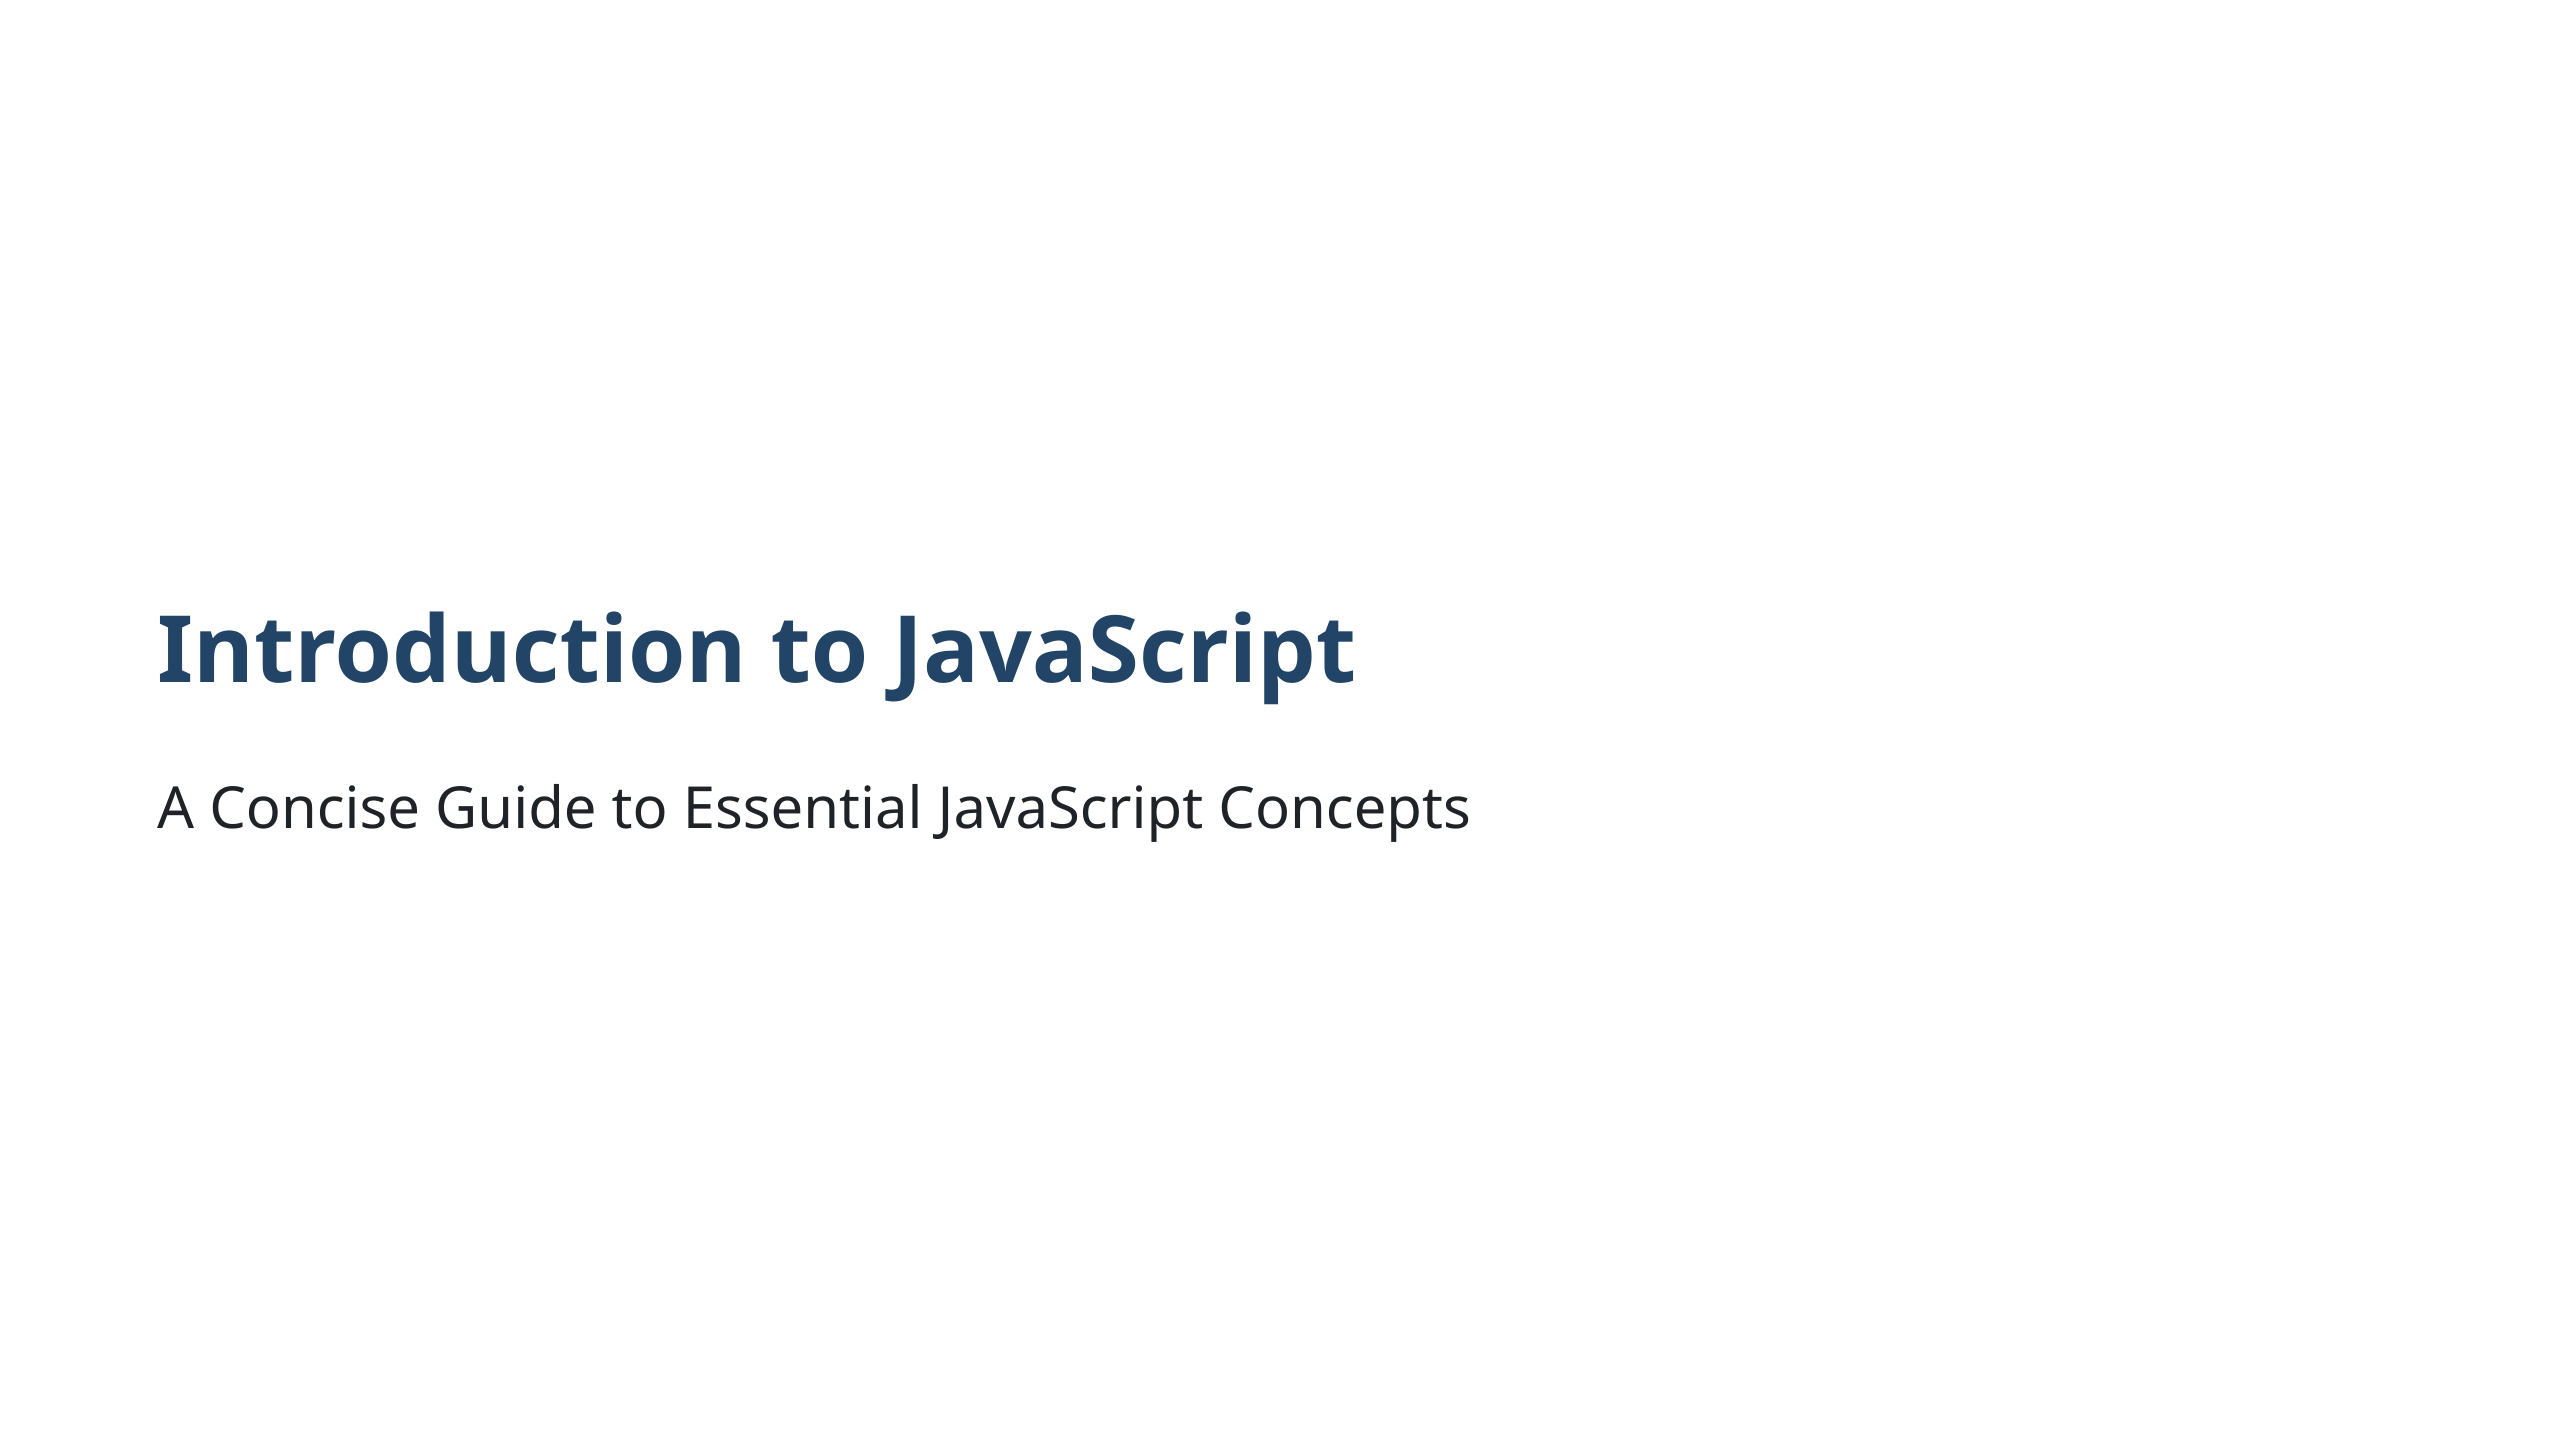 Introduction to JavaScript
A Concise Guide to Essential JavaScript Concepts